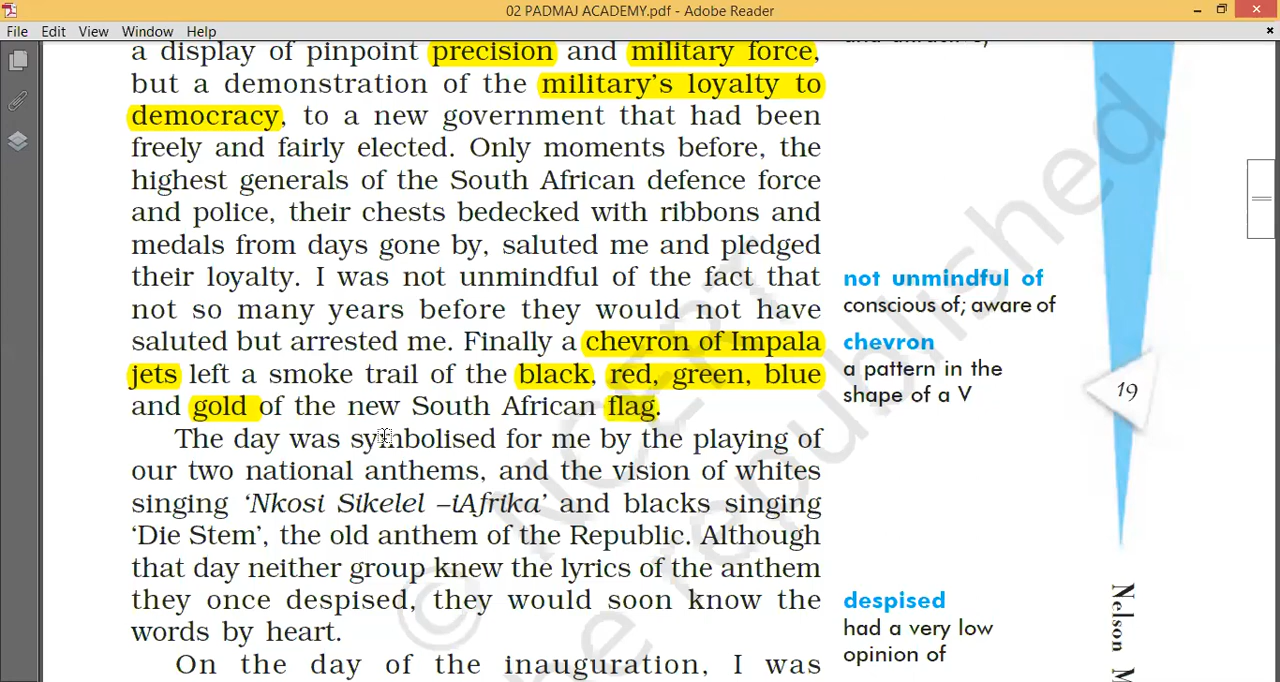 02 PADMAJ ACADEMY.pdf - Adobe Reader
File Edit View Window Help
a display of pinpoint precision and military force,
but a demonstration of the military's loyalty to
democracy, to a new government that had been
freely and fairly elected. Only moments before, the
highest generals of the South African defence force
and police, their chests bedecked with ribbons and
medals from days gone by, saluted me and pledged
their loyalty. I was not unmindful of the fact that
not so many years before they would not have
saluted but arrested me. Finally a chevron of Impala
jets left a smoke trail of the black, red, green, blue
and gold of the new South African flag.
The day was symbolised for me by the playing of
our two national anthems, and the vision of whites
singing ‘Nkosi Sikelel –iAfrika’ and blacks singing
‘Die Stem’, the old anthem of the Republic. Although
that day neither group knew the lyrics of the anthem
they once despised, they would soon know the
words by heart.
On the day of the inauguration, I was
not unmindful of
conscious of; aware of
chevron
a pattern in the
shape of a V
despised
had a very low
opinion of
19
Nelson
© NCERT
be republished